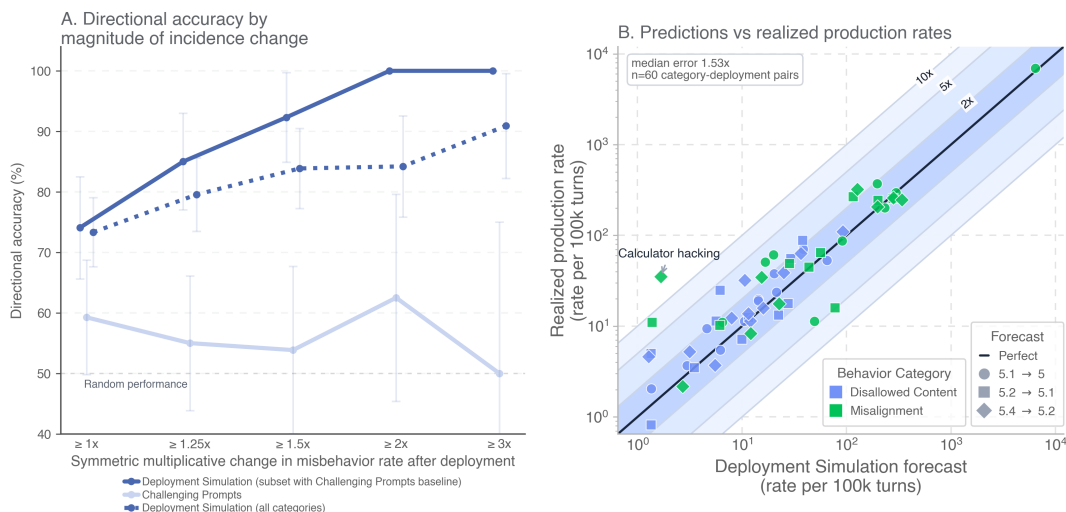 A. Directional accuracy by
magnitude of incidence change
Directional accuracy (%)
100
90
80
70
60
50
40
Random performance
≥ 1x
≥ 1.25x
≥ 1.5x
≥ 2x
≥ 3x
Symmetric multiplicative change in misbehavior rate after deployment
Deployment Simulation (subset with Challenging Prompts baseline)
Challenging Prompts
Deployment Simulation (all categories)
B. Predictions vs realized production rates
median error 1.53x
n=60 category-deployment pairs
10x
5x
2x
Realized production rate
(rate per 100k turns)
10⁴
10³
10²
10¹
10⁰
Calculator hacking
Behavior Category
Disallowed Content
Misalignment
Forecast
Perfect
5.1 → 5
5.2 → 5.1
5.4 → 5.2
10⁰
10¹
10²
10³
10⁴
Deployment Simulation forecast
(rate per 100k turns)